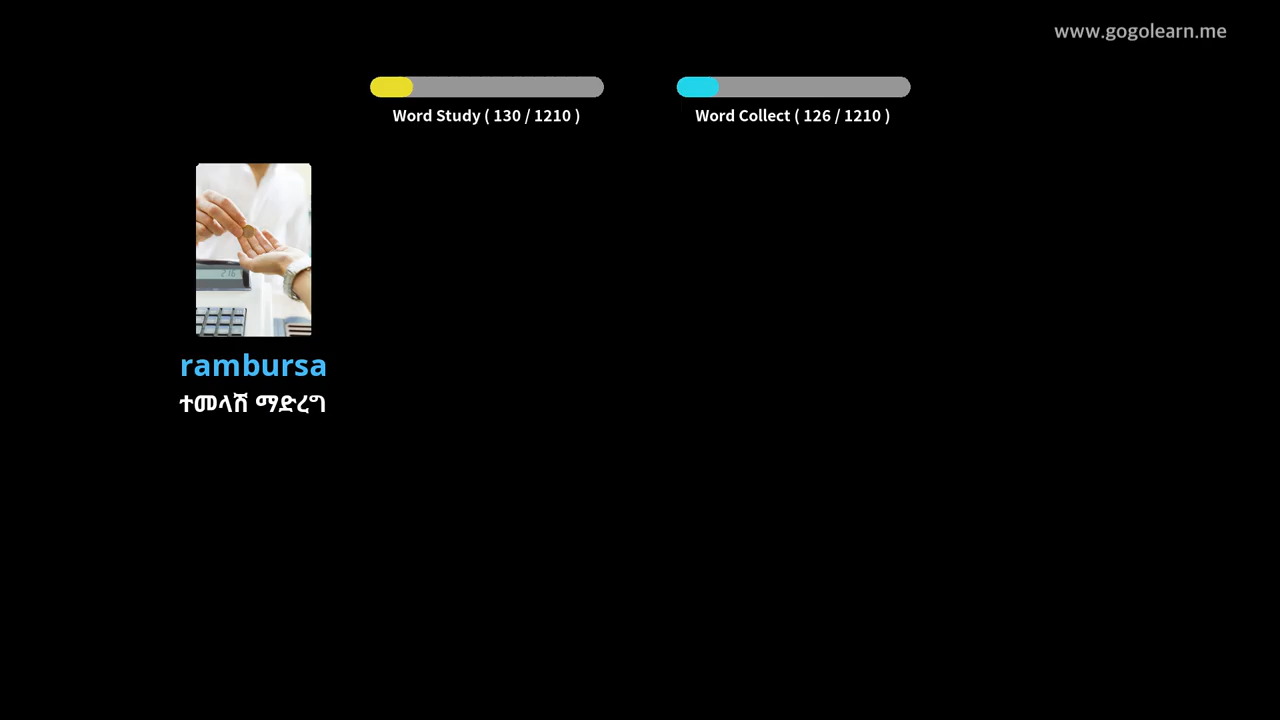 www.gogolearn.me
Word Study ( 130 / 1210 )
Word Collect ( 126 / 1210 )
rambursa
ተመላሽ ማድረግ